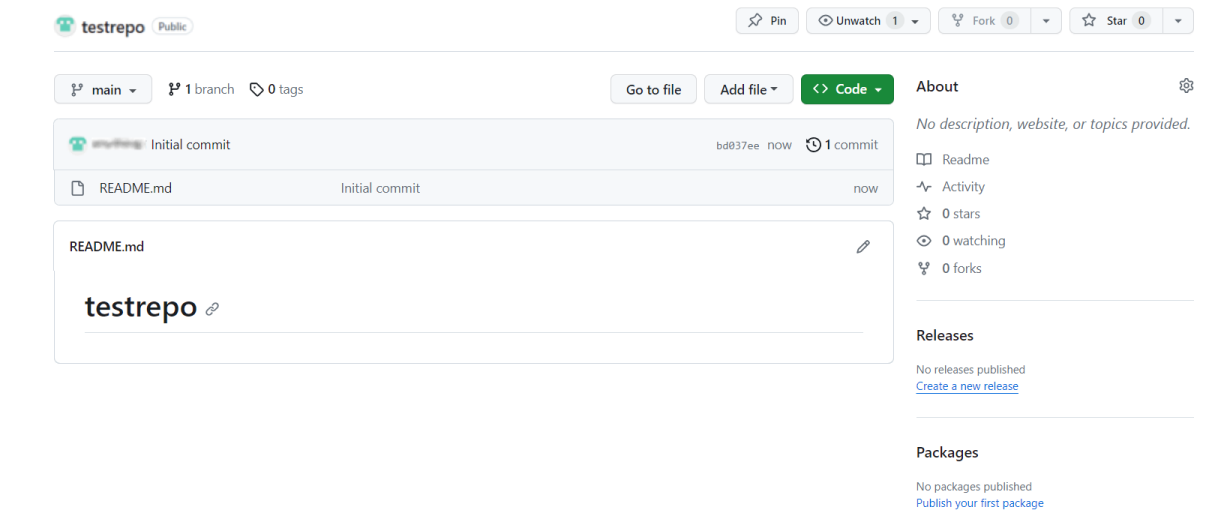 testrepo Public Pin Unwatch 1 Fork 0 Star 0
main 1 branch 0 tags Go to file Add file Code
Initial commit bd037ee now 1 commit
README.md Initial commit now
README.md
testrepo
About
No description, website, or topics provided.
Readme
Activity
0 stars
0 watching
0 forks
Releases
No releases published
Create a new release
Packages
No packages published
Publish your first package